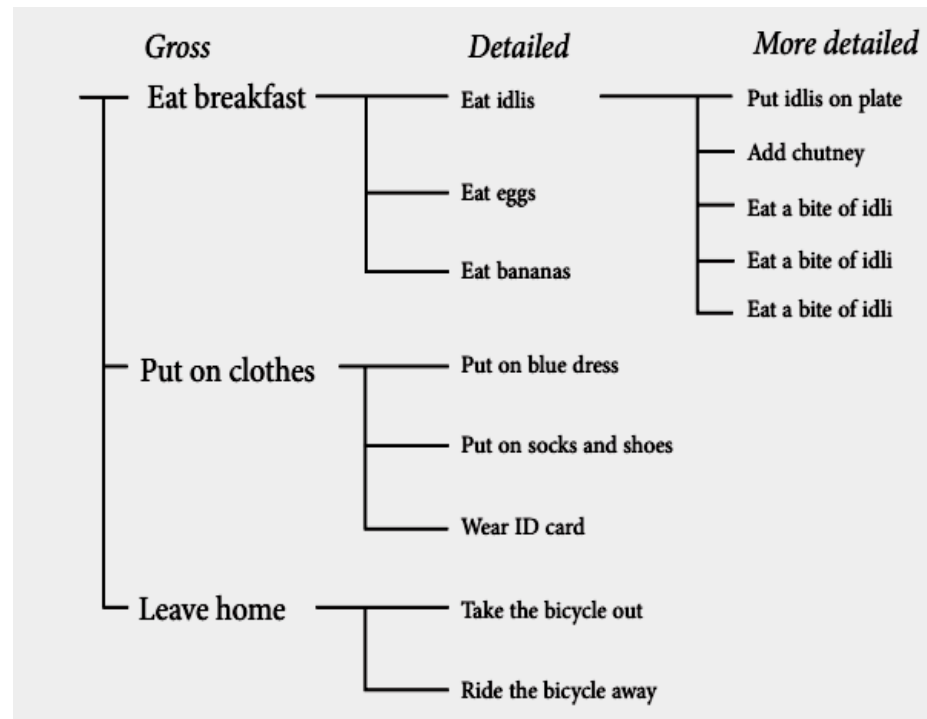 Gross Detailed More detailed
Eat breakfast Eat idlis Put idlis on plate
Add chutney
Eat eggs Eat a bite of idli
Eat a bite of idli
Eat bananas
Eat a bite of idli
Put on clothes Put on blue dress
Put on socks and shoes
Wear ID card
Leave home Take the bicycle out
Ride the bicycle away